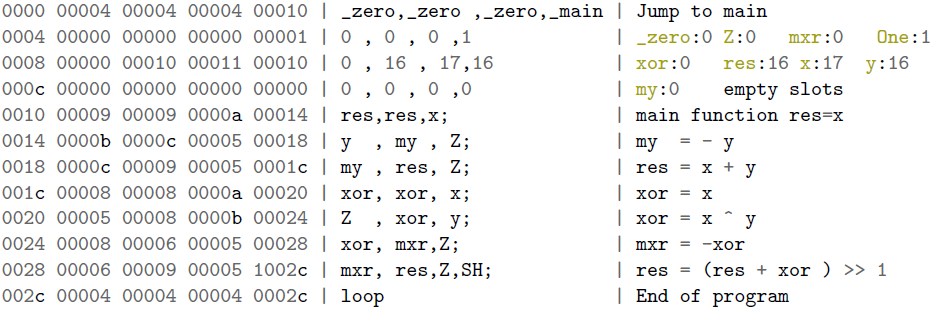 0000 00004 00004 00004 00010 | _zero,_zero ,_zero,_main | Jump to main
0004 00000 00000 00000 00001 | 0 , 0 , 0 ,1 | _zero:0 Z:0 mxr:0 One:1
0008 00000 00010 00011 00010 | 0 , 16 , 17,16 | xor:0 res:16 x:17 y:16
000c 00000 00000 00000 00000 | 0 , 0 , 0 ,0 | my:0 empty slots
0010 00009 00009 0000a 00014 | res,res,x; | main function res=x
0014 0000b 0000c 00005 00018 | y , my , Z; | my = - y
0018 0000c 00009 00005 0001c | my , res, Z; | res = x + y
001c 00008 00008 0000a 00020 | xor, xor, x; | xor = x
0020 00005 00008 0000b 00024 | Z , xor, y; | xor = x ^ y
0024 00008 00006 00005 00028 | xor, mxr,Z; | mxr = -xor
0028 00006 00009 00005 1002c | mxr, res,Z,SH; | res = (res + xor ) >> 1
002c 00004 00004 00004 0002c | loop | End of program